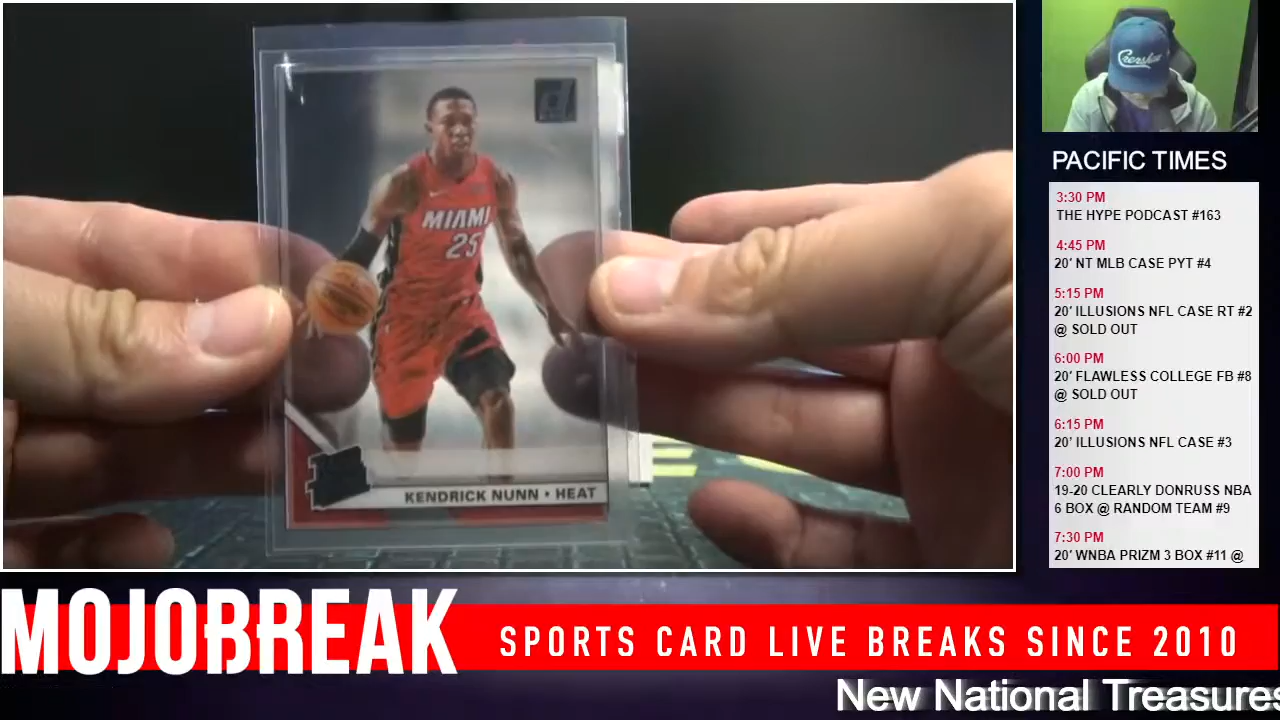 MIAMI
25
KENDRICK NUNN • HEAT
Crenshaw
PACIFIC TIMES
3:30 PM
THE HYPE PODCAST #163
4:45 PM
20' NT MLB CASE PYT #4
5:15 PM
20' ILLUSIONS NFL CASE RT #2
@ SOLD OUT
6:00 PM
20' FLAWLESS COLLEGE FB #8
@ SOLD OUT
6:15 PM
20' ILLUSIONS NFL CASE #3
7:00 PM
19-20 CLEARLY DONRUSS NBA
6 BOX @ RANDOM TEAM #9
7:30 PM
20' WNBA PRIZM 3 BOX #11 @
MOJOBREAK
SPORTS CARD LIVE BREAKS SINCE 2010
New National Treasures